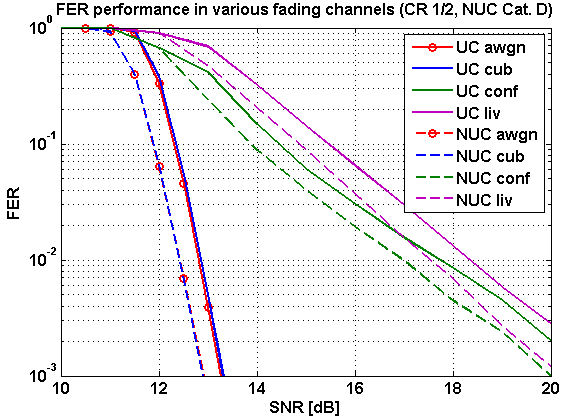 FER performance in various fading channels (CR 1/2, NUC Cat. D)
10^0
10^-1
10^-2
10^-3
FER
UC awgn
UC cub
UC conf
UC liv
NUC awgn
NUC cub
NUC conf
NUC liv
10 12 14 16 18 20
SNR [dB]